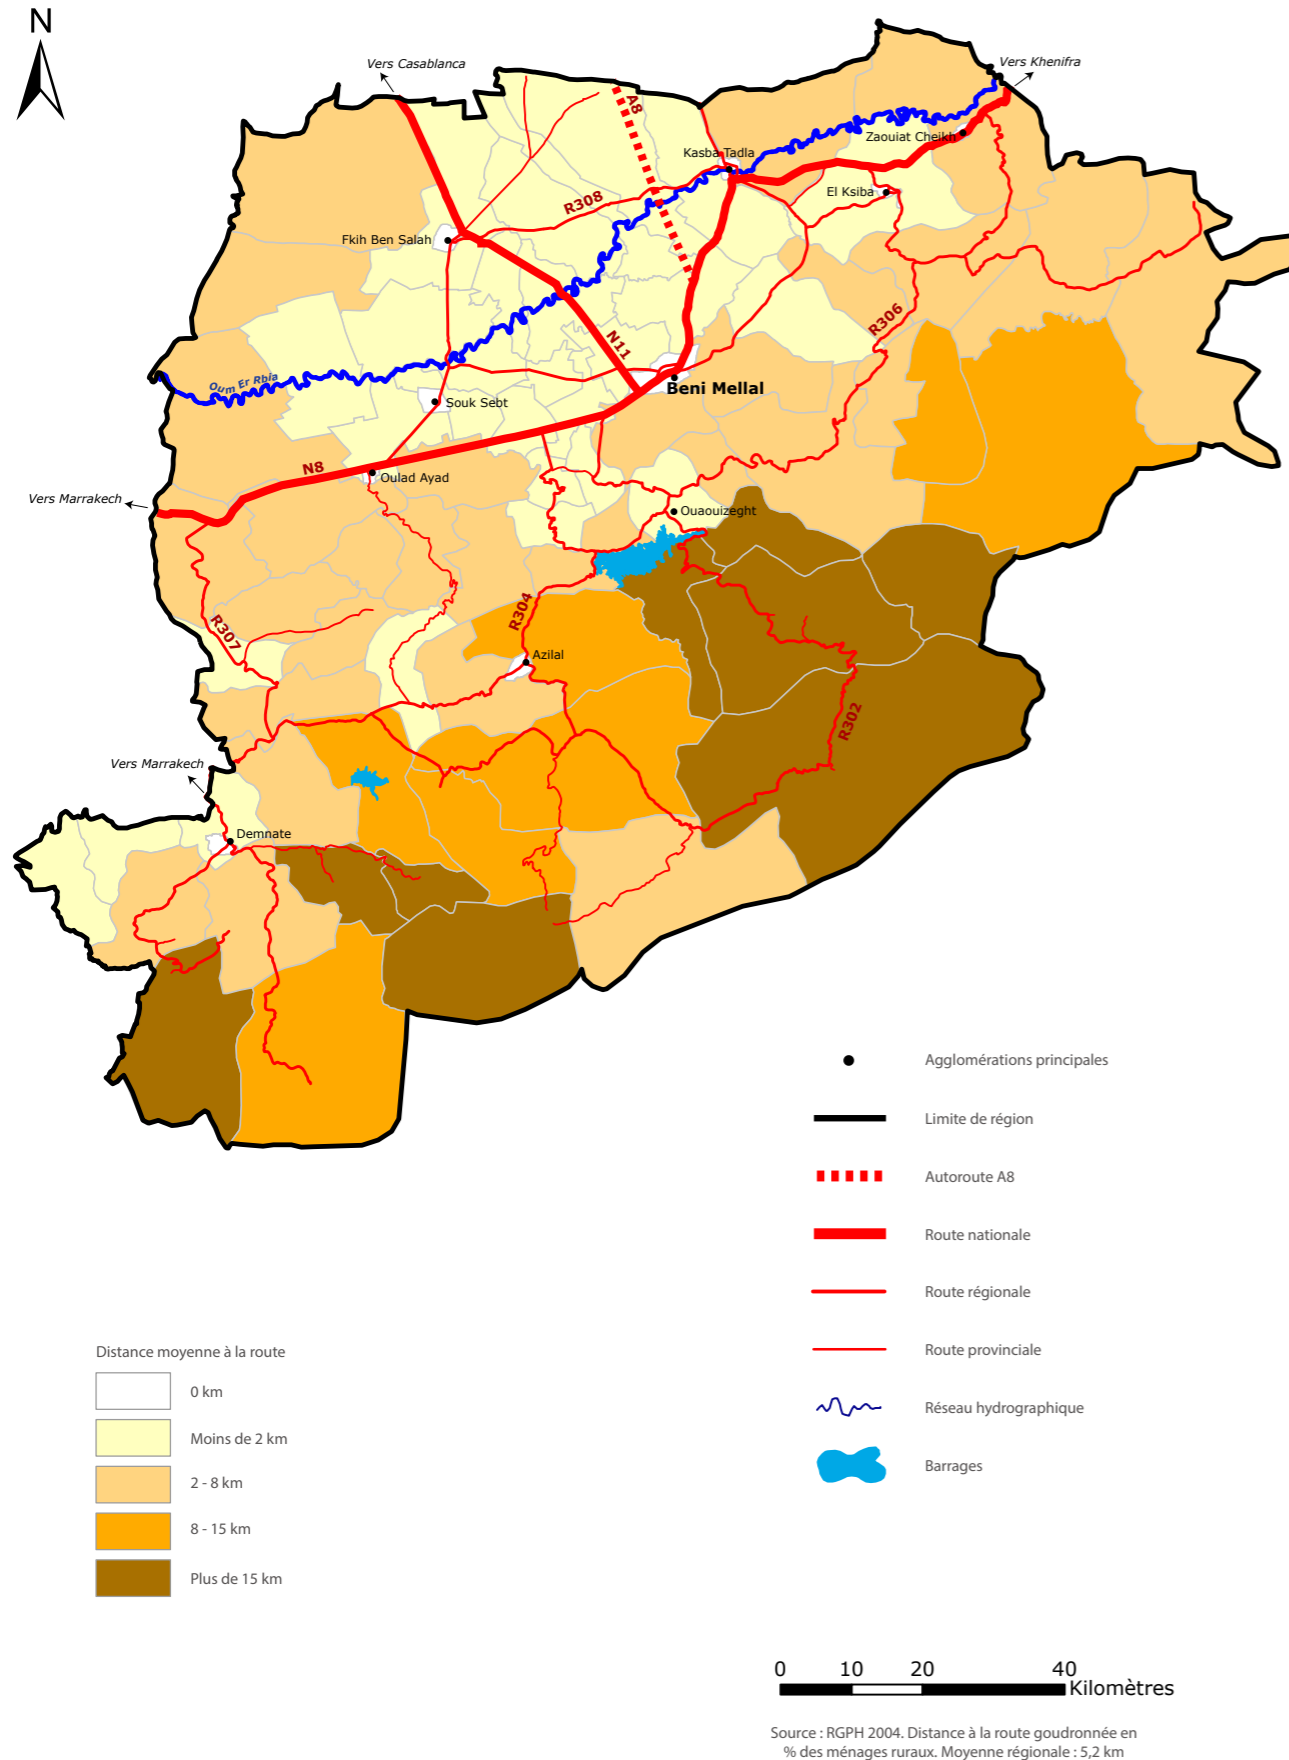 N
Vers Casablanca
Vers Khenifra
A8
Zaouiat Cheikh
Kasba Tadla
El Ksiba
R308
Fkih Ben Salah
R306
N11
Oum Er Rbia
Beni Mellal
Souk Sebt
N8
Oulad Ayad
Vers Marrakech
Ouaouizeght
R304
R307
Azilal
R302
Vers Marrakech
Demnate
Agglomérations principales
Limite de région
Autoroute A8
Route nationale
Route régionale
Route provinciale
Réseau hydrographique
Barrages
Distance moyenne à la route
0 km
Moins de 2 km
2 - 8 km
8 - 15 km
Plus de 15 km
0 10 20 40
Kilomètres
Source : RGPH 2004. Distance à la route goudronnée en
% des ménages ruraux. Moyenne régionale : 5,2 km